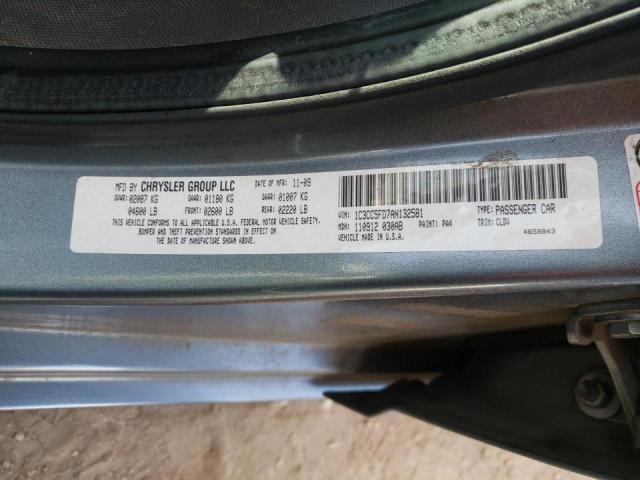 MFD BY CHRYSLER GROUP LLC DATE OF MFR: 11-09
GVWR: 02087 KG GAWR: 01180 KG GAWR: 01007 KG
04600 LB FRONT: 02600 LB REAR: 02220 LB
THIS VEHICLE CONFORMS TO ALL APPLICABLE U.S.A. FEDERAL MOTOR VEHICLE SAFETY,
BUMPER AND THEFT PREVENTION STANDARDS IN EFFECT ON
THE DATE OF MANUFACTURE SHOWN ABOVE.
VIN: 1C3CC5FD7AN132581 TYPE: PASSENGER CAR
MDH: 110912 030AB PAINT: PA4 TRIM: CLDV
VEHICLE MADE IN U.S.A. 4658843